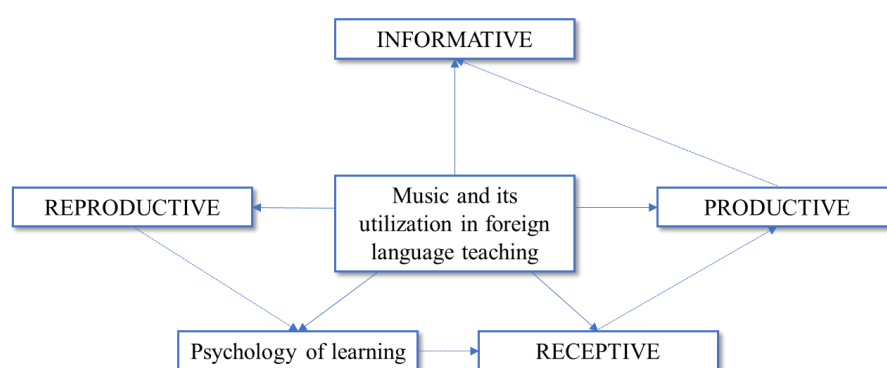 INFORMATIVE
REPRODUCTIVE
Music and its
utilization in foreign
language teaching
PRODUCTIVE
Psychology of learning
RECEPTIVE